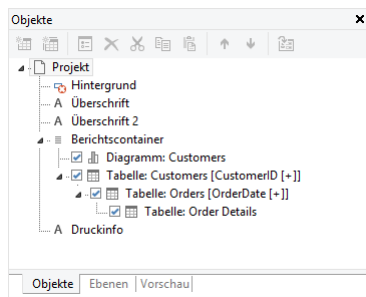 Objekte
Projekt
Hintergrund
A Überschrift
A Überschrift 2
Berichtscontainer
Diagramm: Customers
Tabelle: Customers [CustomerID [+]]
Tabelle: Orders [OrderDate [+]]
Tabelle: Order Details
A Druckinfo
Objekte Ebenen Vorschau